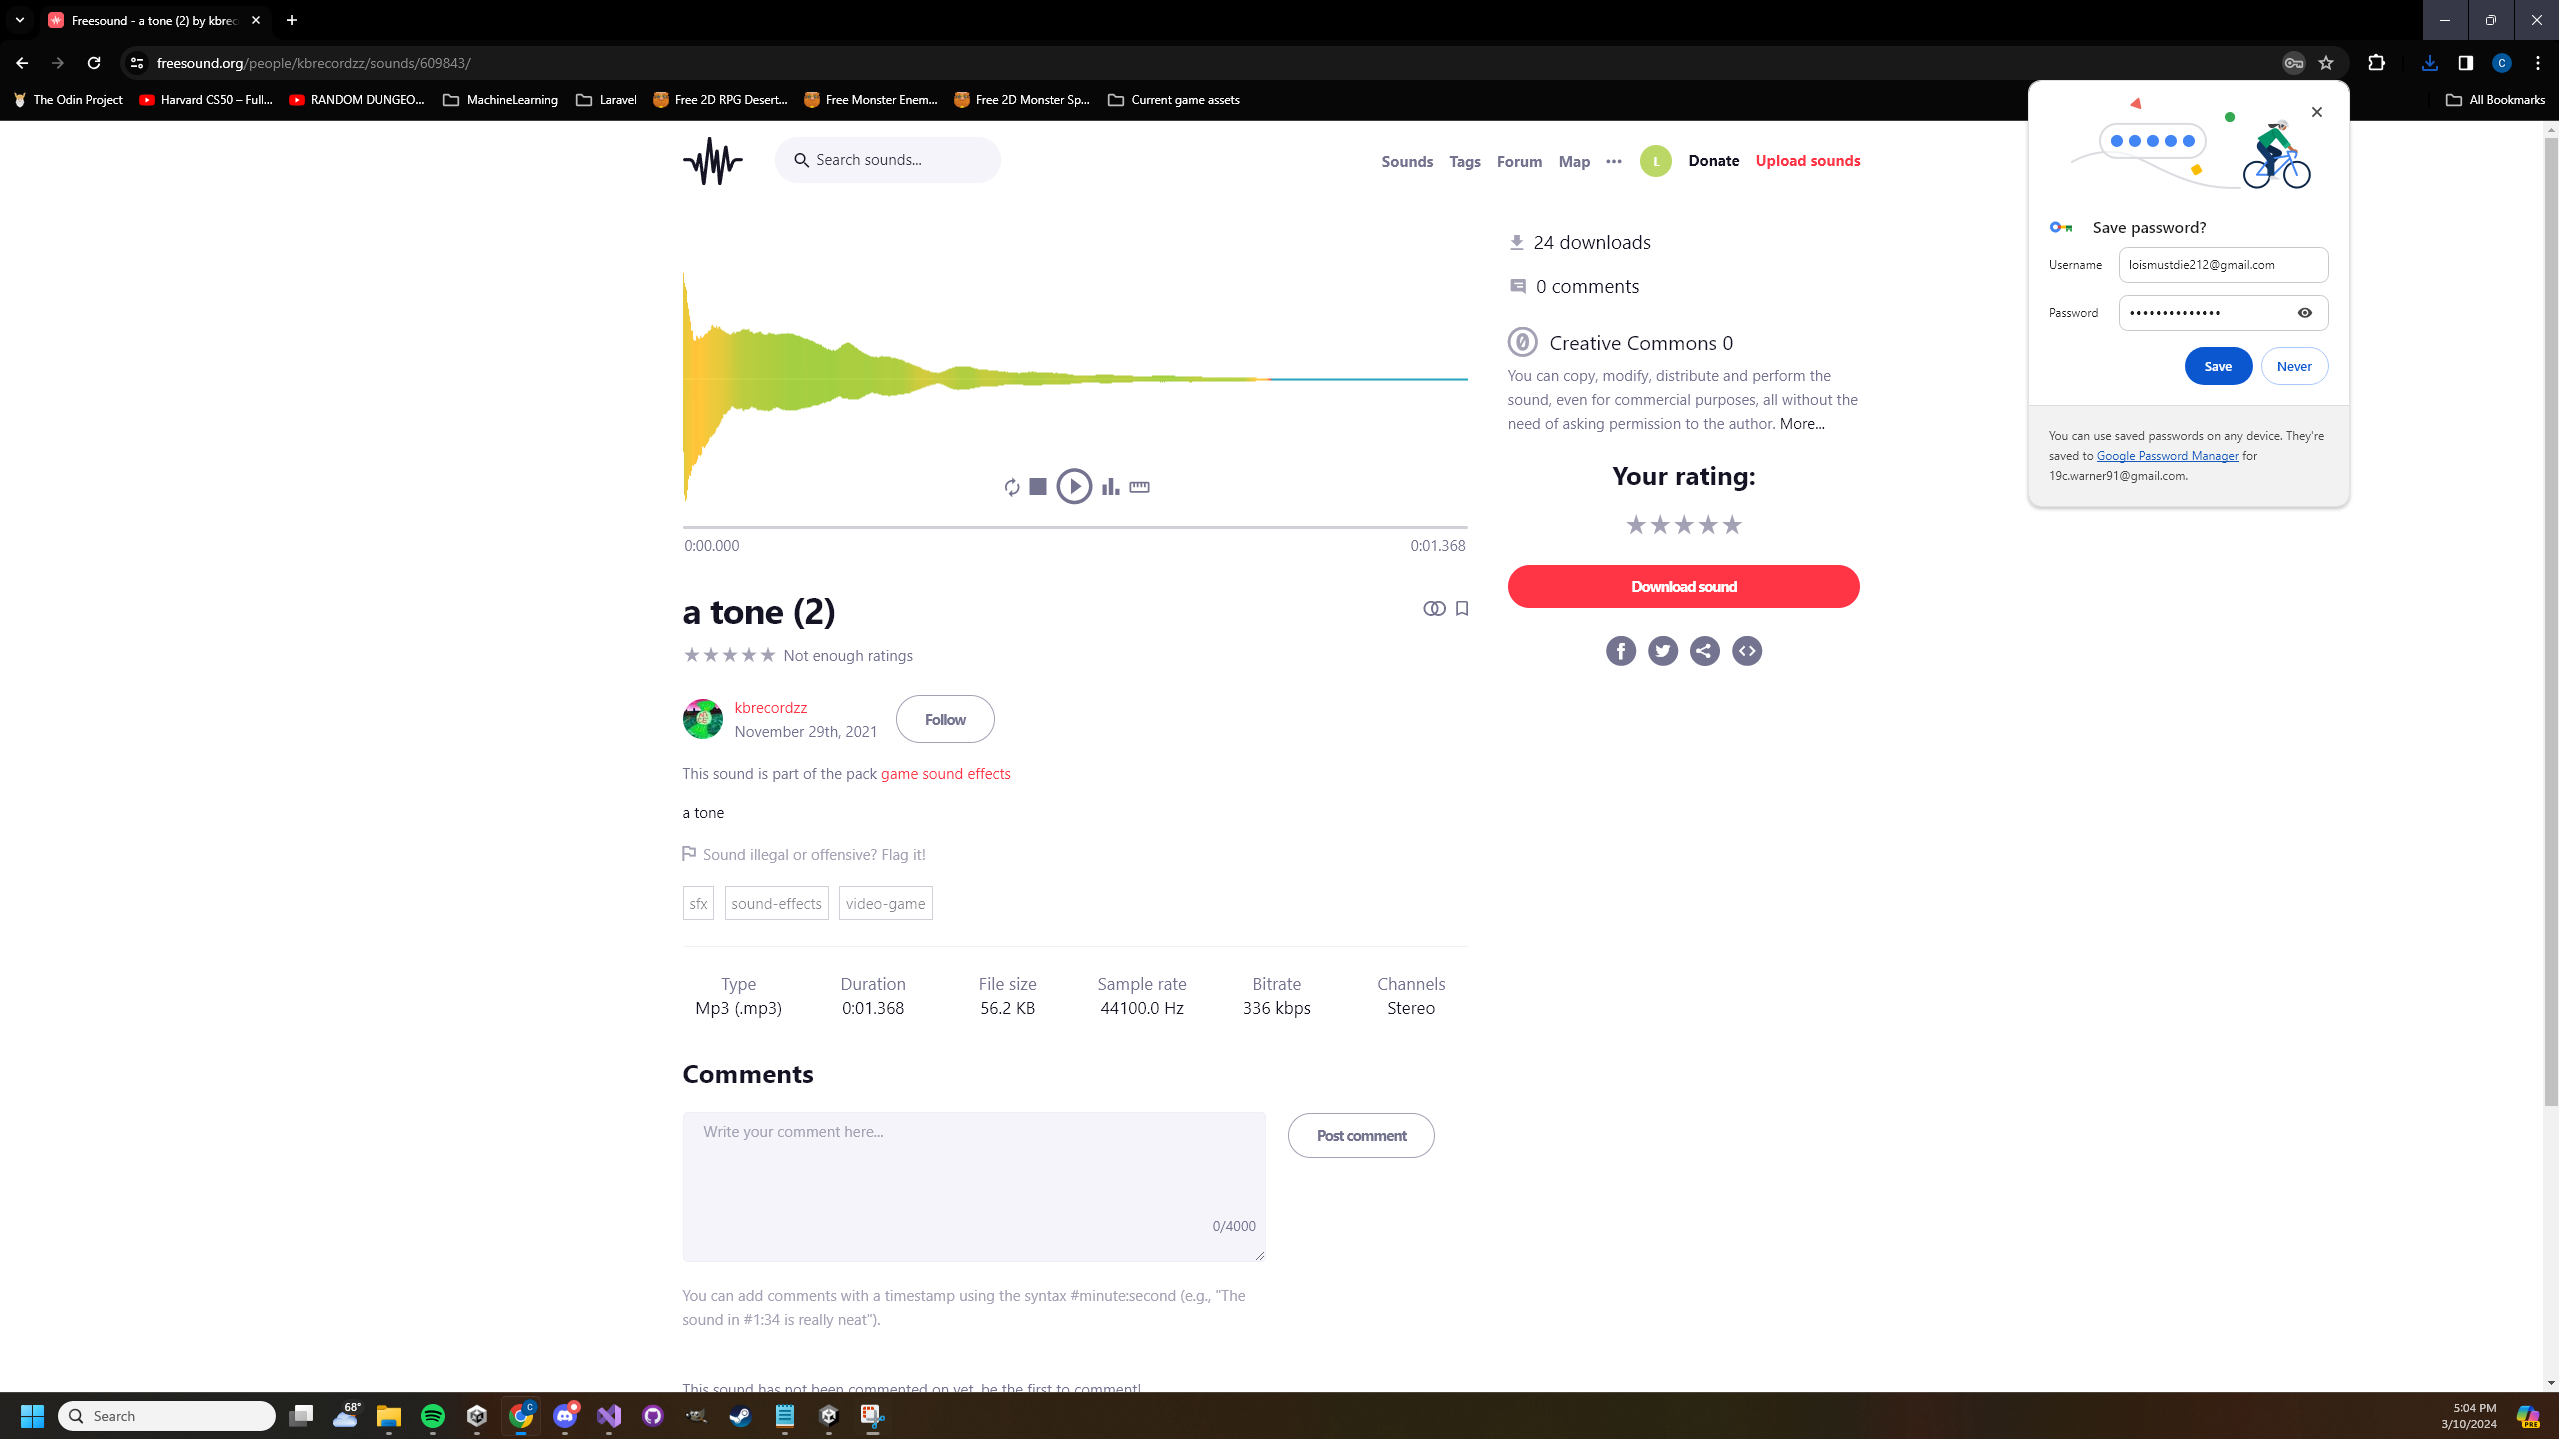 Freesound - a tone (2) by kbrec
freesound.org/people/kbrecordzz/sounds/609843/
C
The Odin Project
Harvard CS50 – Full...
RANDOM DUNGEO...
MachineLearning
Laravel
Free 2D RPG Desert...
Free Monster Enem...
Free 2D Monster Sp...
Current game assets
All Bookmarks
Search sounds...
Sounds
Tags
Forum
Map
L
Donate
Upload sounds
Save password?
Username
loismustdie212@gmail.com
Password
Save
Never
You can use saved passwords on any device. They're
saved to Google Password Manager for
19c.warner91@gmail.com.
24 downloads
0 comments
Creative Commons 0
You can copy, modify, distribute and perform the
sound, even for commercial purposes, all without the
need of asking permission to the author. More...
Your rating:
Download sound
0:00.000
0:01.368
a tone (2)
Not enough ratings
kbrecordzz
November 29th, 2021
Follow
This sound is part of the pack game sound effects
a tone
Sound illegal or offensive? Flag it!
sfx
sound-effects
video-game
Type
Mp3 (.mp3)
Duration
0:01.368
File size
56.2 KB
Sample rate
44100.0 Hz
Bitrate
336 kbps
Channels
Stereo
Comments
Write your comment here...
0/4000
Post comment
You can add comments with a timestamp using the syntax #minute:second (e.g., "The
sound in #1:34 is really neat").
This sound has not been commented on yet, be the first to comment!
Search
68°
C
5:04 PM
3/10/2024
PRE